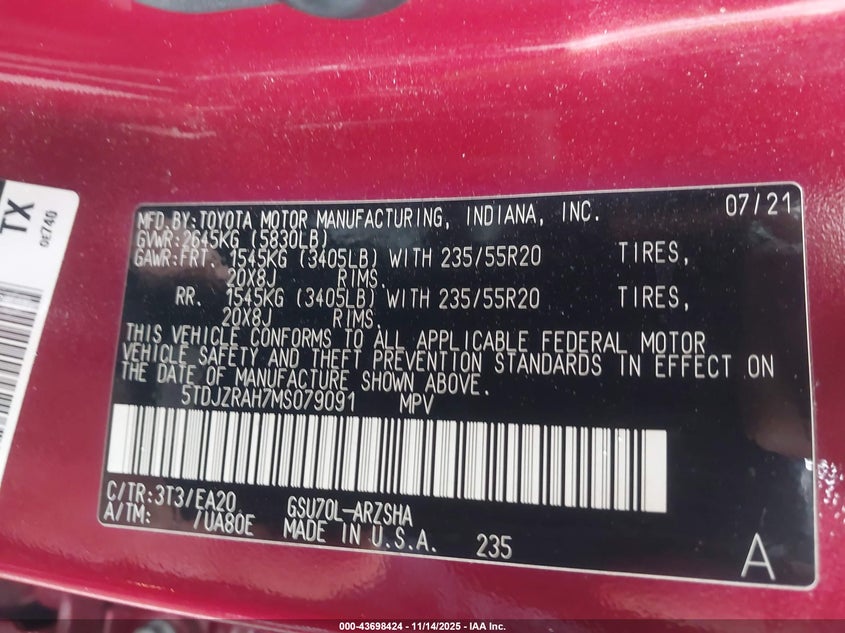 TX
0E740
MFD.BY:TOYOTA MOTOR MANUFACTURING, INDIANA, INC. 07/21
GVWR:2645KG (5830LB)
GAWR:FRT. 1545KG (3405LB) WITH 235/55R20 TIRES,
20X8J RIMS.
RR. 1545KG (3405LB) WITH 235/55R20 TIRES,
20X8J RIMS.
THIS VEHICLE CONFORMS TO ALL APPLICABLE FEDERAL MOTOR
VEHICLE SAFETY AND THEFT PREVENTION STANDARDS IN EFFECT ON
THE DATE OF MANUFACTURE SHOWN ABOVE.
5TDJZRAH7MS079091 MPV
C/TR:3T3/EA20 GSU70L-ARZSHA
A/TM: /UA80E MADE IN U.S.A. 235 A
000-43698424 - 11/14/2025 - IAA Inc.